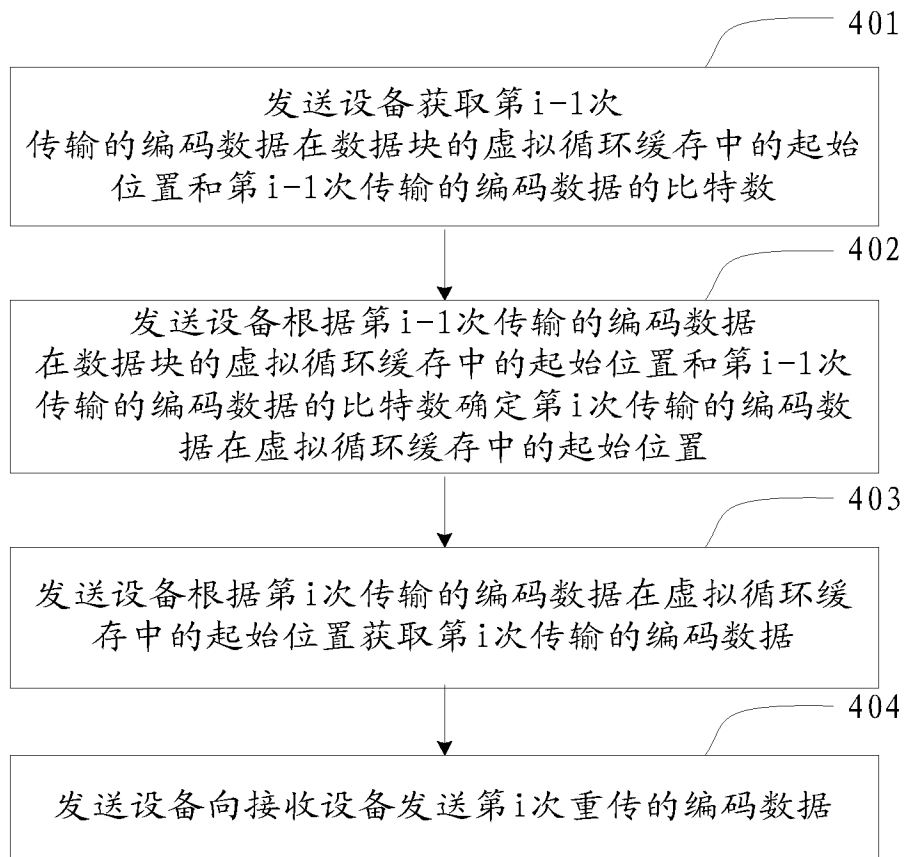 401
发送设备获取第i-1次
传输的编码数据在数据块的虚拟循环缓存中的起始
位置和第i-1次传输的编码数据的比特数
402
发送设备根据第i-1次传输的编码数据
在数据块的虚拟循环缓存中的起始位置和第i-1次
传输的编码数据的比特数确定第i次传输的编码数
据在虚拟循环缓存中的起始位置
403
发送设备根据第i次传输的编码数据在虚拟循环缓
存中的起始位置获取第i次传输的编码数据
404
发送设备向接收设备发送第i次重传的编码数据